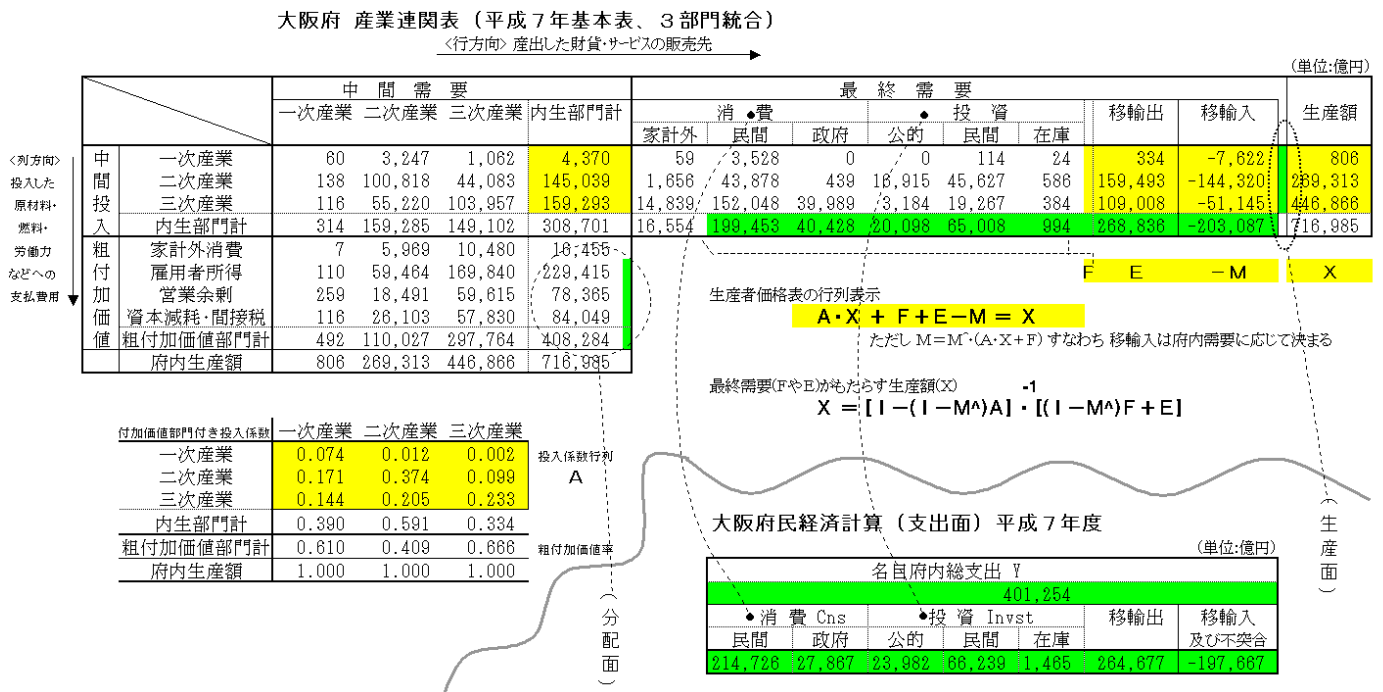 大阪府 産業連関表（平成７年基本表、３部門統合）
<行方向> 産出した財貨・サービスの販売先
（単位:億円）
中 間 需 要 最 終 需 要
一次産業 二次産業 三次産業 内生部門計 消 費 投 資 移輸出 移輸入 生産額
家計外 民間 政府 公的 民間 在庫
<列方向> 投入した 原材料・ 燃料・ 労働力 などへの 支払費用
中間投入
一次産業 60 3,247 1,062 4,370 59 3,528 0 0 114 24 334 -7,622 806
二次産業 138 100,818 44,083 145,039 1,656 43,878 439 16,915 45,627 586 159,493 -144,320 269,313
三次産業 116 55,220 103,957 159,293 14,839 152,048 39,989 3,184 19,267 384 109,008 -51,145 446,866
内生部門計 314 159,285 149,102 308,701 16,554 199,453 40,428 20,098 65,008 994 268,836 -203,087 716,985
粗付加価値
家計外消費 7 5,969 10,480 16,455
雇用者所得 110 59,464 169,840 229,415
営業余剰 259 18,491 59,615 78,365
資本減耗・間接税 116 26,103 57,830 84,049
粗付加価値部門計 492 110,027 297,764 408,284
府内生産額 806 269,313 446,866 716,985
F E －M X
生産者価格表の行列表示
A・X ＋ F＋E－M ＝ X
ただし M＝M^・(A・X＋F) すなわち 移輸入は府内需要に応じて決まる
最終需要(FやE)がもたらす生産額(X)
-1
X ＝ [ I －( I －M^)A] ・ [( I －M^)F＋E]
付加価値部門付き投入係数 一次産業 二次産業 三次産業
一次産業 0.074 0.012 0.002
二次産業 0.171 0.374 0.099
三次産業 0.144 0.205 0.233
内生部門計 0.390 0.591 0.334
粗付加価値部門計 0.610 0.409 0.666
府内生産額 1.000 1.000 1.000
投入係数行列
A
粗付加価値率
（分配面）
（生産面）
大阪府民経済計算（支出面）平成７年度
（単位:億円）
名目府内総支出 Y
401,254
消 費 Cns 投 資 Invst 移輸出 移輸入
民間 政府 公的 民間 在庫 及び不突合
214,726 27,867 23,982 66,239 1,465 264,677 -197,667